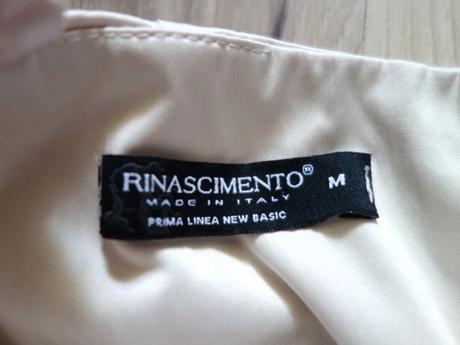 RINASCIMENTO® M
MADE IN ITALY
PRIMA LINEA NEW BASIC